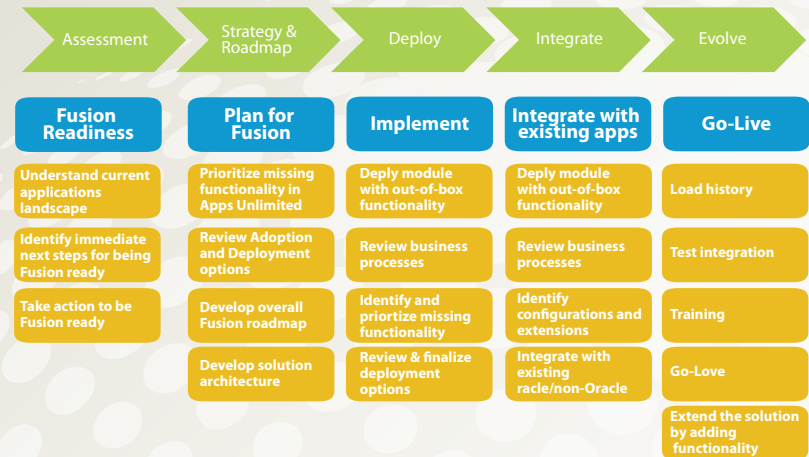 Assessment
Strategy &
Roadmap
Deploy
Integrate
Evolve
Fusion
Readiness
Understand current
applications
landscape
Identify immediate
next steps for being
Fusion ready
Take action to be
Fusion ready
Plan for
Fusion
Prioritize missing
functionality in
Apps Unlimited
Review Adoption
and Deployment
options
Develop overall
Fusion roadmap
Develop solution
architecture
Implement
Deply module
with out-of-box
functionality
Review business
processes
Identify and
priortize missing
functionality
Review & finalize
deployment
options
Integrate with
existing apps
Deply module
with out-of-box
functionality
Review business
processes
Identify
configurations and
extensions
Integrate with
existing
racle/non-Oracle
Go-Live
Load history
Test integration
Training
Go-Love
Extend the solution
by adding
functionality